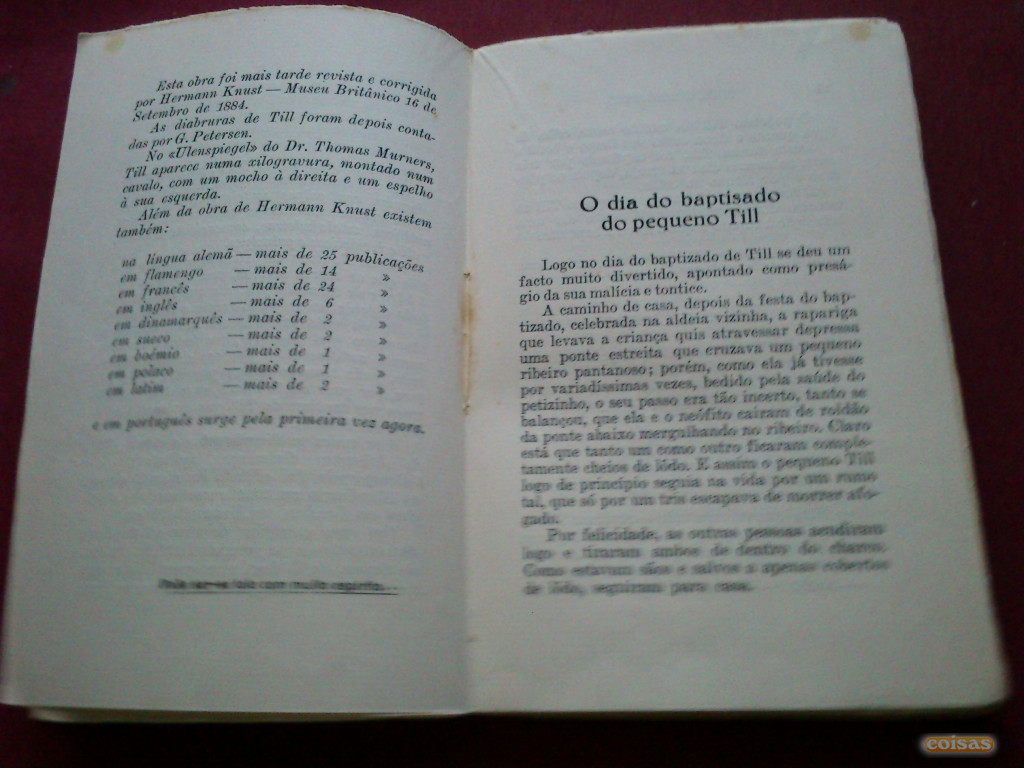 Esta obra foi mais tarde revista e corrigida
por Hermann Knust — Museu Britânico 16 de
Setembro de 1884.
As diabruras de Till foram depois conta-
das por G. Petersen.
No «Ulenspiegel» do Dr. Thomas Murners,
Till aparece numa xilogravura, montado num
cavalo, com um mocho à direita e um espelho
à sua esquerda.
Além da obra de Hermann Knust existem
também:
na língua alemã — mais de 25 publicações
em flamengo — mais de 14 »
em francês — mais de 24 »
em inglês — mais de 6 »
em dinamarquês — mais de 2 »
em sueco — mais de 2 »
em boémio — mais de 1 »
em polaco — mais de 1 »
em latim — mais de 2 »
e em português surge pela primeira vez agora.
com muito
O dia do baptisado
do pequeno Till
Logo no dia do baptizado de Till se deu um
facto muito divertido, apontado como pressá-
gio da sua malícia e tontice.
A caminho de casa, depois da festa do bap-
tizado, celebrada na aldeia vizinha, a rapariga
que levava a criança quis atravessar depressa
uma ponte estreita que cruzava um pequeno
ribeiro pantanoso; porém, como ela já tivesse
por variadíssimas vezes, bedido pela saúde do
petizinho, o seu passo era tão incerto, tanto se
balançou, que ela e o neófito caíram de roldão
da ponte abaixo mergulhando no ribeiro. Claro
está que tanto um como outro ficaram comple-
tamente cheios de lôdo. E assim o pequeno Till
logo de princípio seguia na vida por um rumo
tal, que só por um tris escapava de morrer afo-
gado.
Por felicidade, as outras pessoas acudiram
logo e tiraram ambos de dentro do charco.
Como estavam sãos e salvos e apenas cobertos
de lôdo, seguiram para casa.
coisas